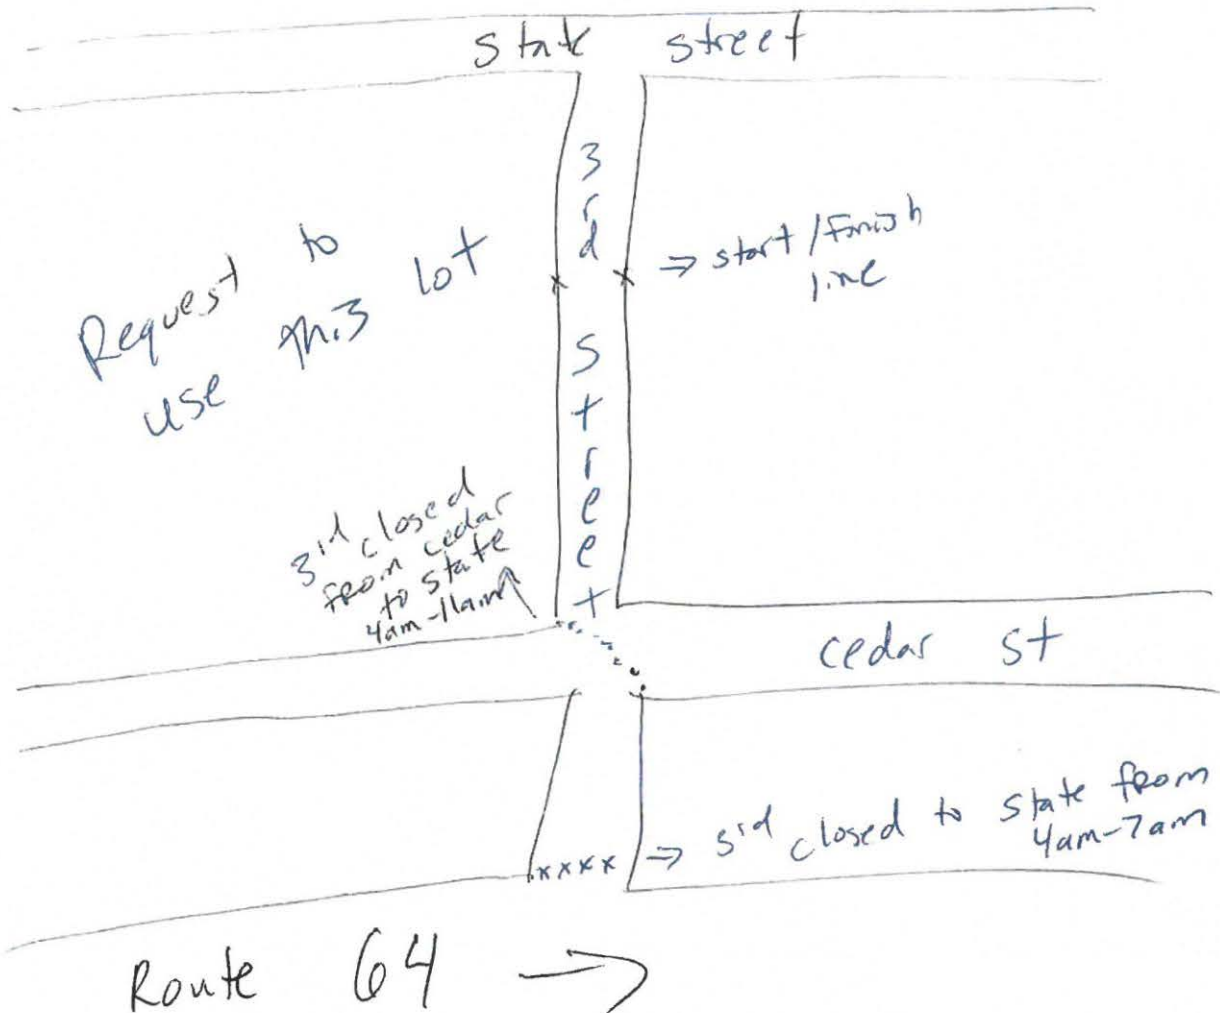 State Street
3rd Street
Request to
use this lot
⇒ start/Finish
line
3rd closed
from cedar
to state
4am-11am
cedar st
xxxx ⇒ 3rd closed to state from
4am-7am
Route 64 →